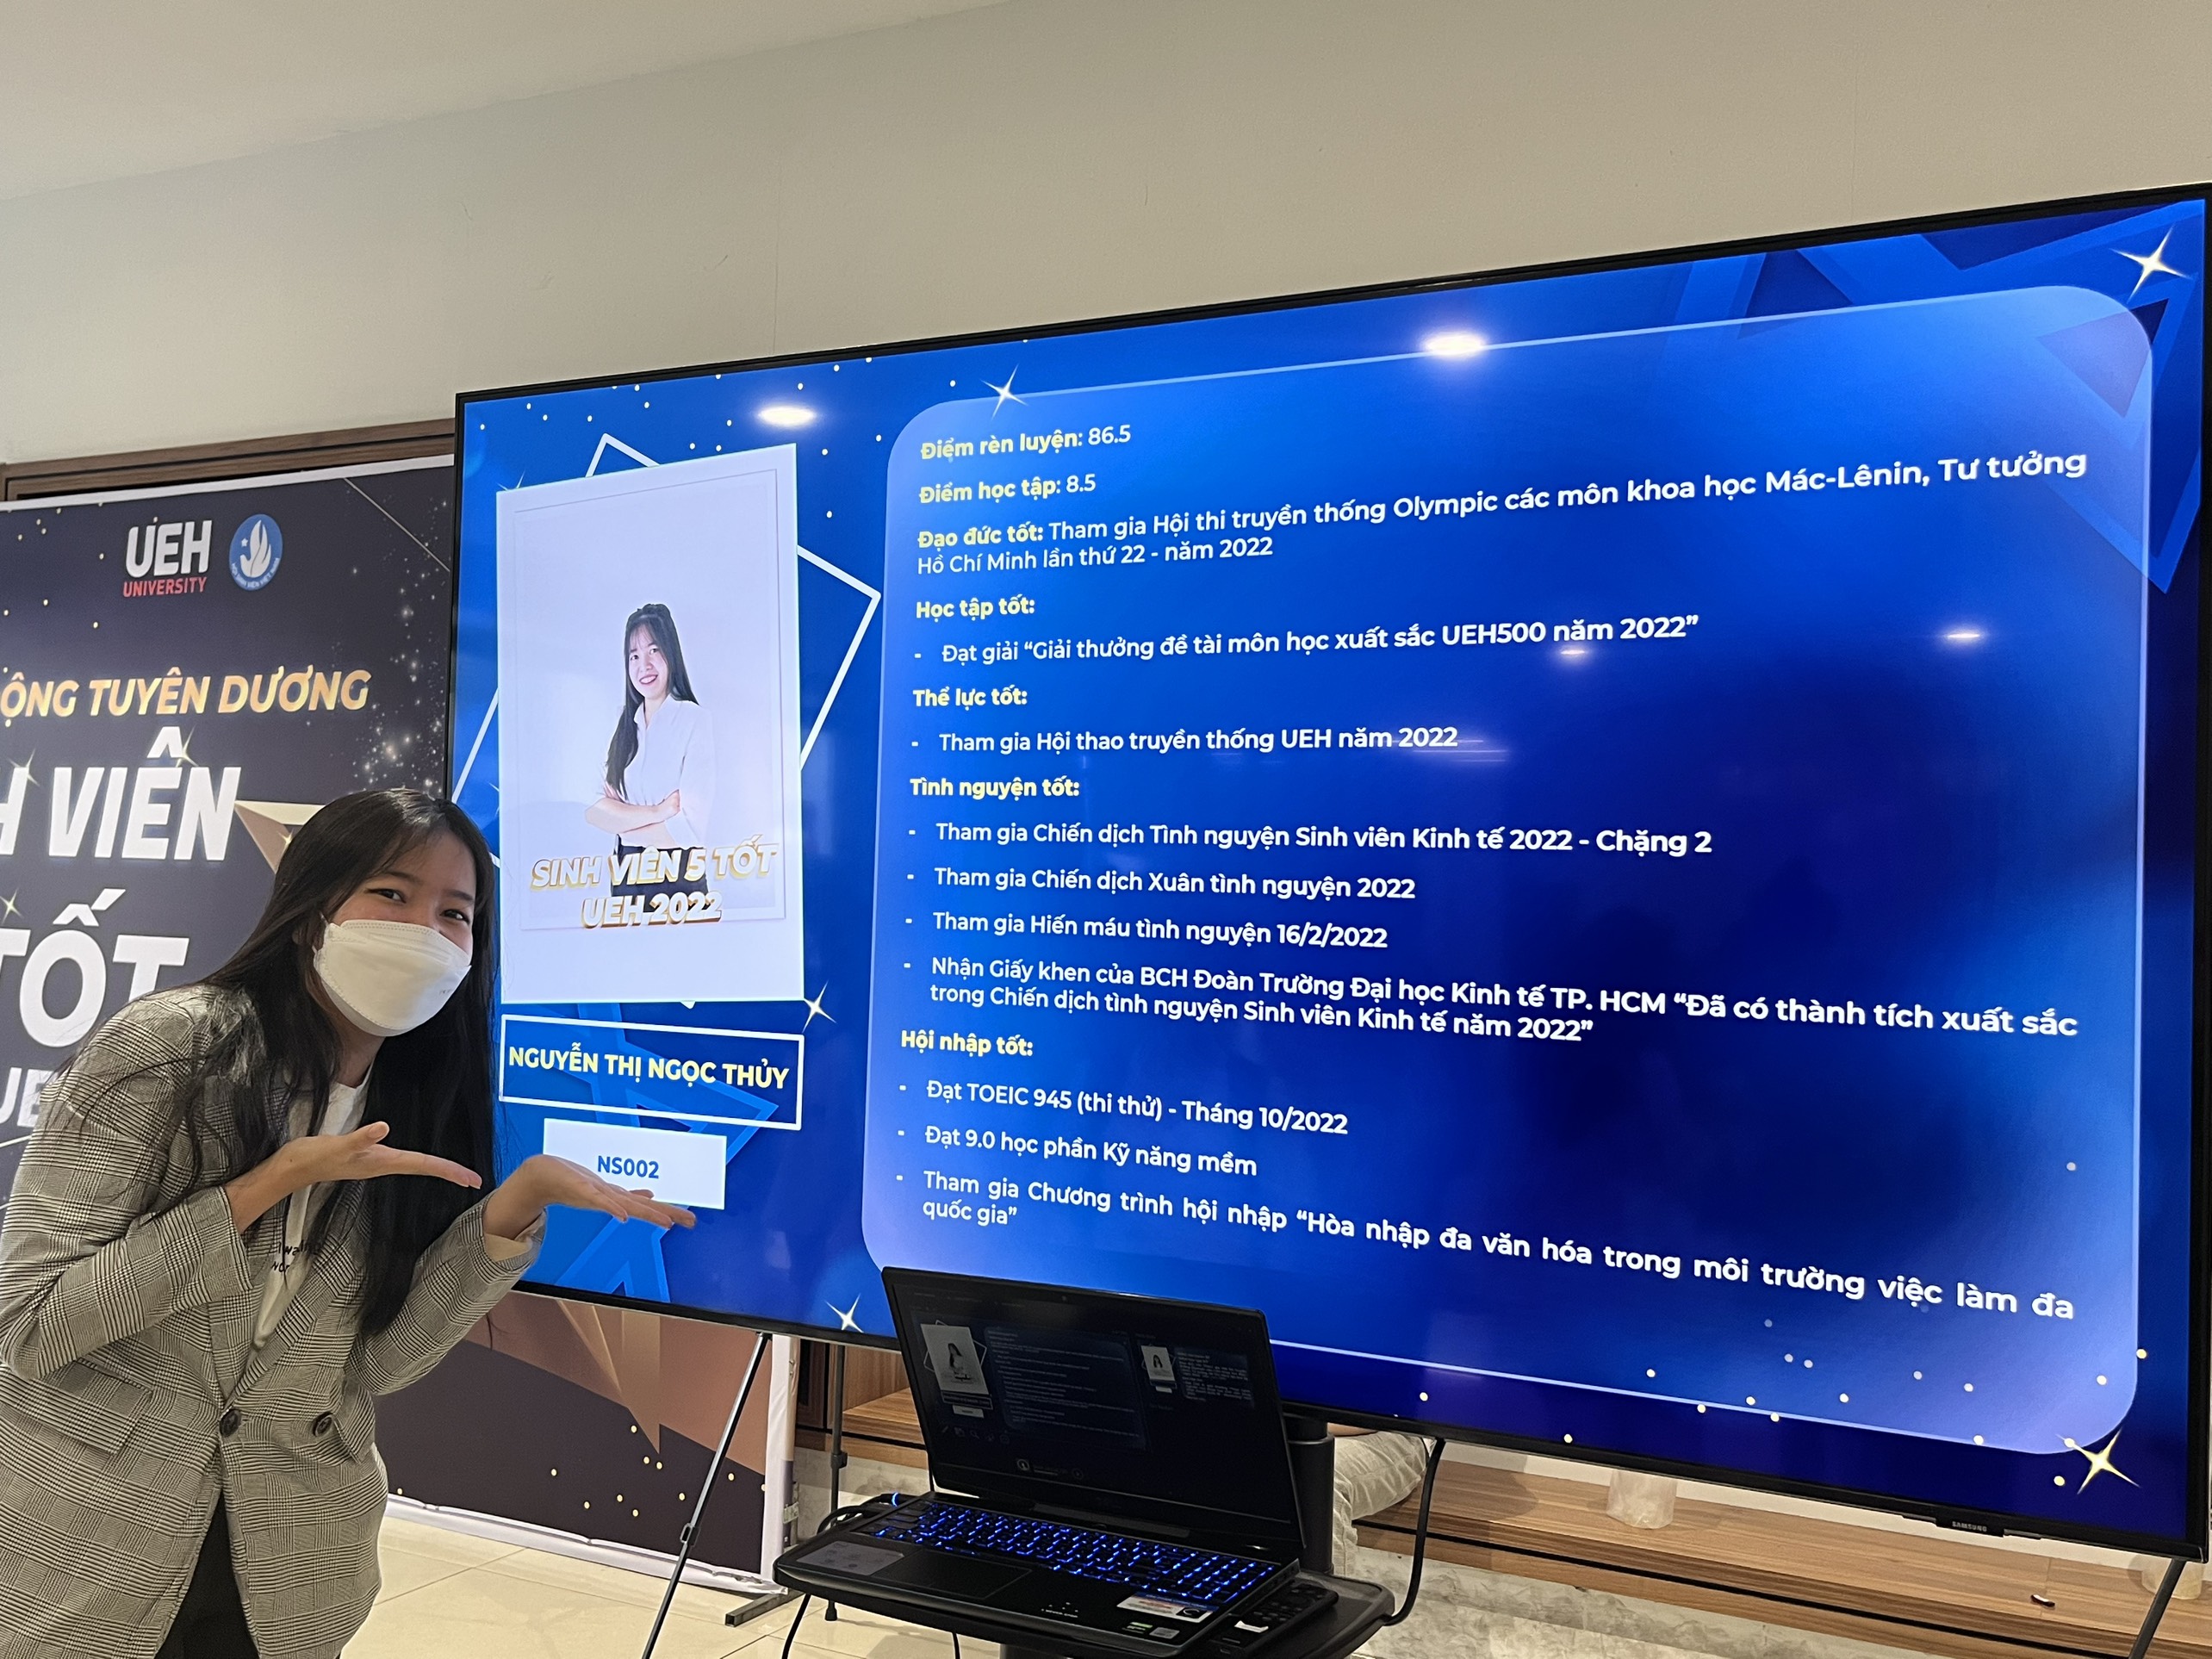 UEH
UNIVERSITY
HỘI SINH VIÊN VIỆT NAM
ỘNG TUYÊN DƯƠNG
H VIÊN
TỐT
UE
SINH VIÊN 5 TỐT
UEH 2022
NGUYỄN THỊ NGỌC THỦY
NS002
Điểm rèn luyện: 86.5
Điểm học tập: 8.5
Đạo đức tốt: Tham gia Hội thi truyền thống Olympic các môn khoa học Mác-Lênin, Tư tưởng
Hồ Chí Minh lần thứ 22 - năm 2022
Học tập tốt:
- Đạt giải “Giải thưởng đề tài môn học xuất sắc UEH500 năm 2022”
Thể lực tốt:
- Tham gia Hội thao truyền thống UEH năm 2022
Tình nguyện tốt:
- Tham gia Chiến dịch Tình nguyện Sinh viên Kinh tế 2022 - Chặng 2
- Tham gia Chiến dịch Xuân tình nguyện 2022
- Tham gia Hiến máu tình nguyện 16/2/2022
- Nhận Giấy khen của BCH Đoàn Trường Đại học Kinh tế TP. HCM “Đã có thành tích xuất sắc
trong Chiến dịch tình nguyện Sinh viên Kinh tế năm 2022”
Hội nhập tốt:
- Đạt TOEIC 945 (thi thử) - Tháng 10/2022
- Đạt 9.0 học phần Kỹ năng mềm
- Tham gia Chương trình hội nhập “Hòa nhập đa văn hóa trong môi trường việc làm đa
quốc gia”
SAMSUNG